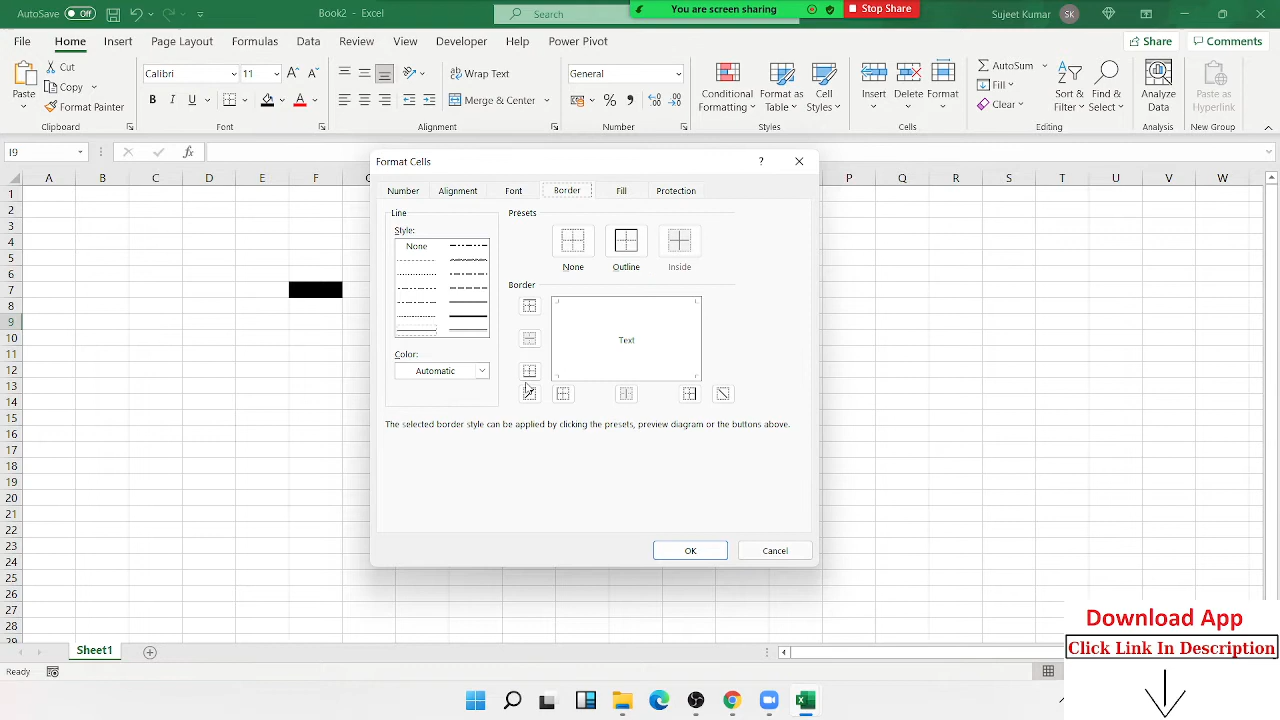 AutoSave Off Book2 - Excel Search You are screen sharing Stop Share Sujeet Kumar SK
File Home Insert Page Layout Formulas Data Review View Developer Help Power Pivot Share Comments
Paste Cut Copy Format Painter Clipboard
Calibri 11 B I U A A A Font
Wrap Text Merge & Center Alignment
General % , Number
Conditional Formatting Format as Table Cell Styles Styles
Insert Delete Format Cells
AutoSum Fill Clear Sort & Filter Find & Select Editing
Analyze Data Analysis
Paste as Hyperlink New Group
I9 fx
A B C D E F G P Q R S T U V W
1
2
3
4
5
6
7
8
9
10
11
12
13
14
15
16
17
18
19
20
21
22
23
24
25
26
27
28
29
Format Cells ?
Number Alignment Font Border Fill Protection
Line Presets
Style:
None
None Outline Inside
Border
Text
Color:
Automatic
The selected border style can be applied by clicking the presets, preview diagram or the buttons above.
OK Cancel
Download App
Click Link In Description
Sheet1
Ready